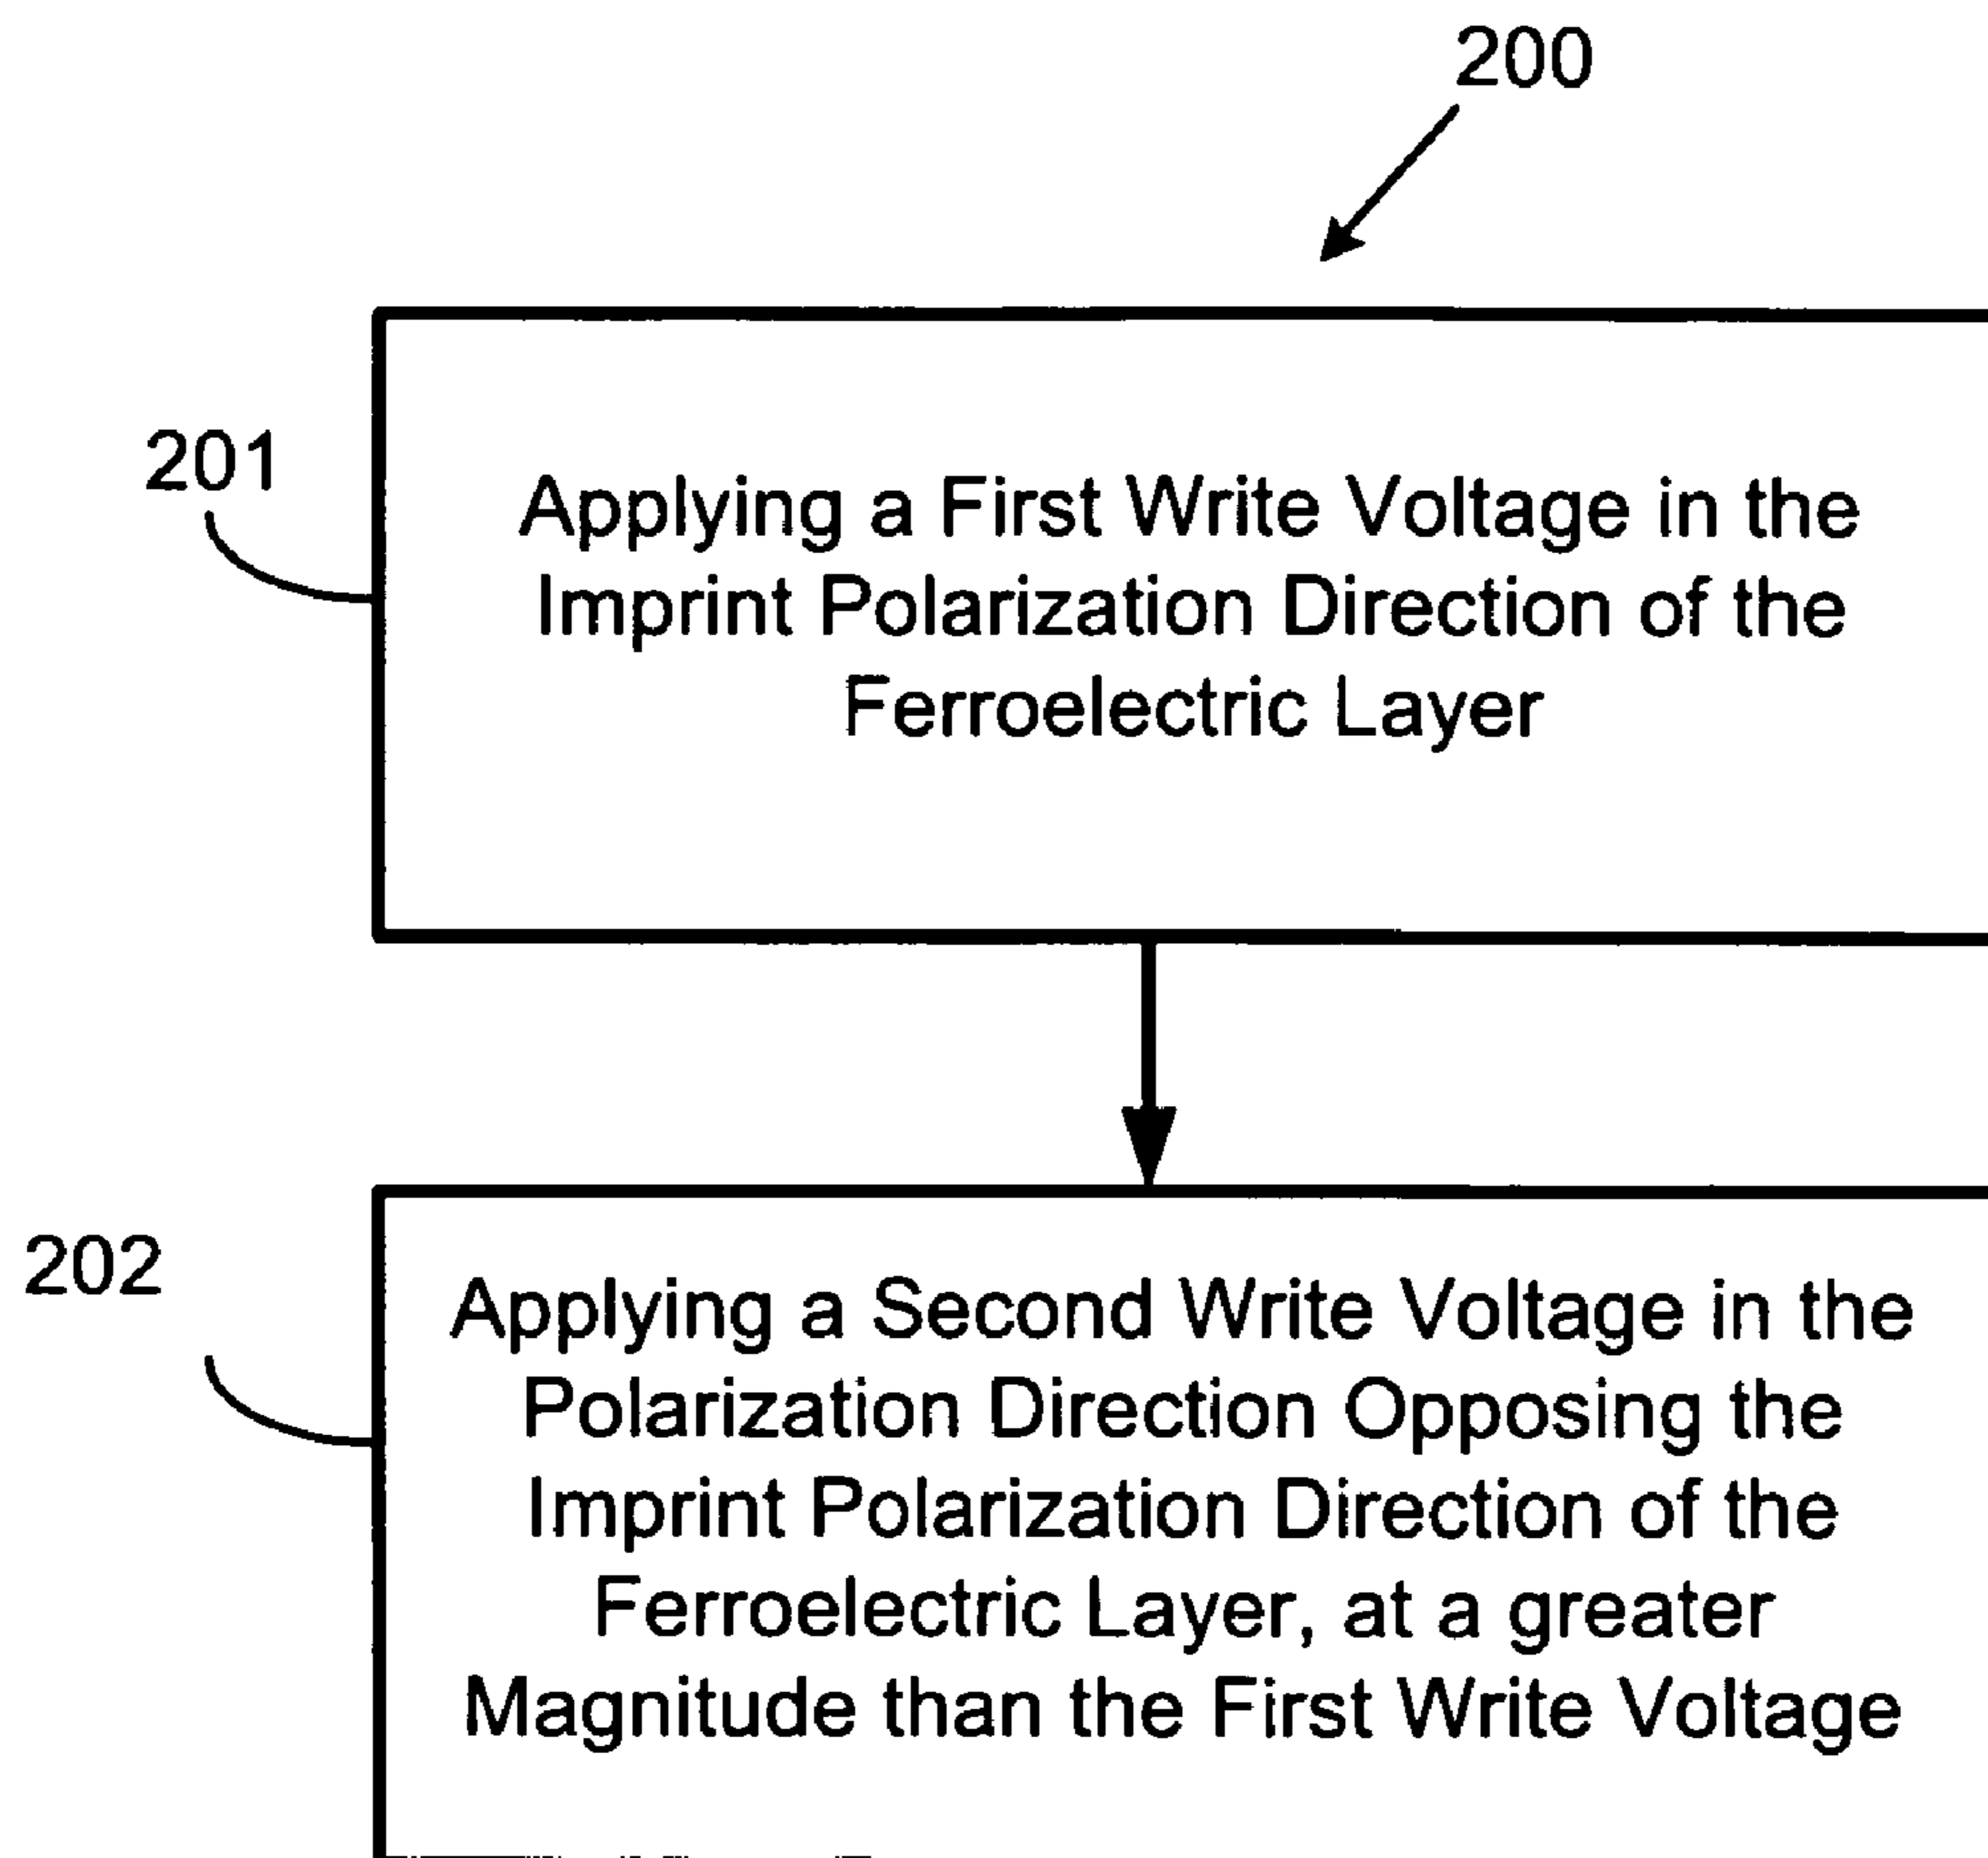 200
201
Applying a First Write Voltage in the
Imprint Polarization Direction of the
Ferroelectric Layer
202
Applying a Second Write Voltage in the
Polarization Direction Opposing the
Imprint Polarization Direction of the
Ferroelectric Layer, at a greater
Magnitude than the First Write Voltage